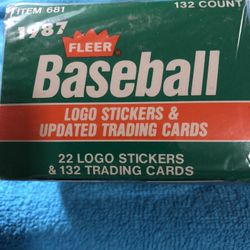 ITEM 681 132 COUNT
1987
FLEER
Baseball
LOGO STICKERS &
UPDATED TRADING CARDS
22 LOGO STICKERS
& 132 TRADING CARDS